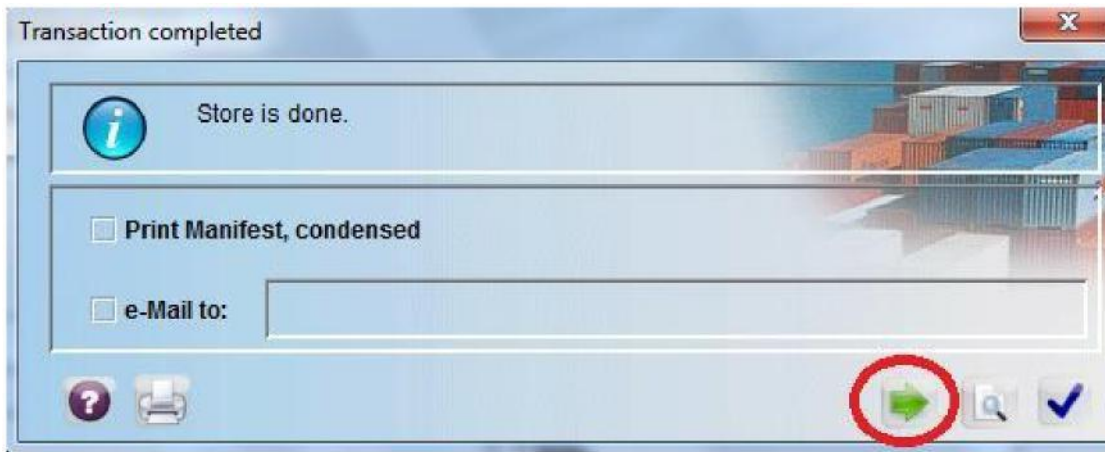 Transaction completed
Store is done.
Print Manifest, condensed
e-Mail to: